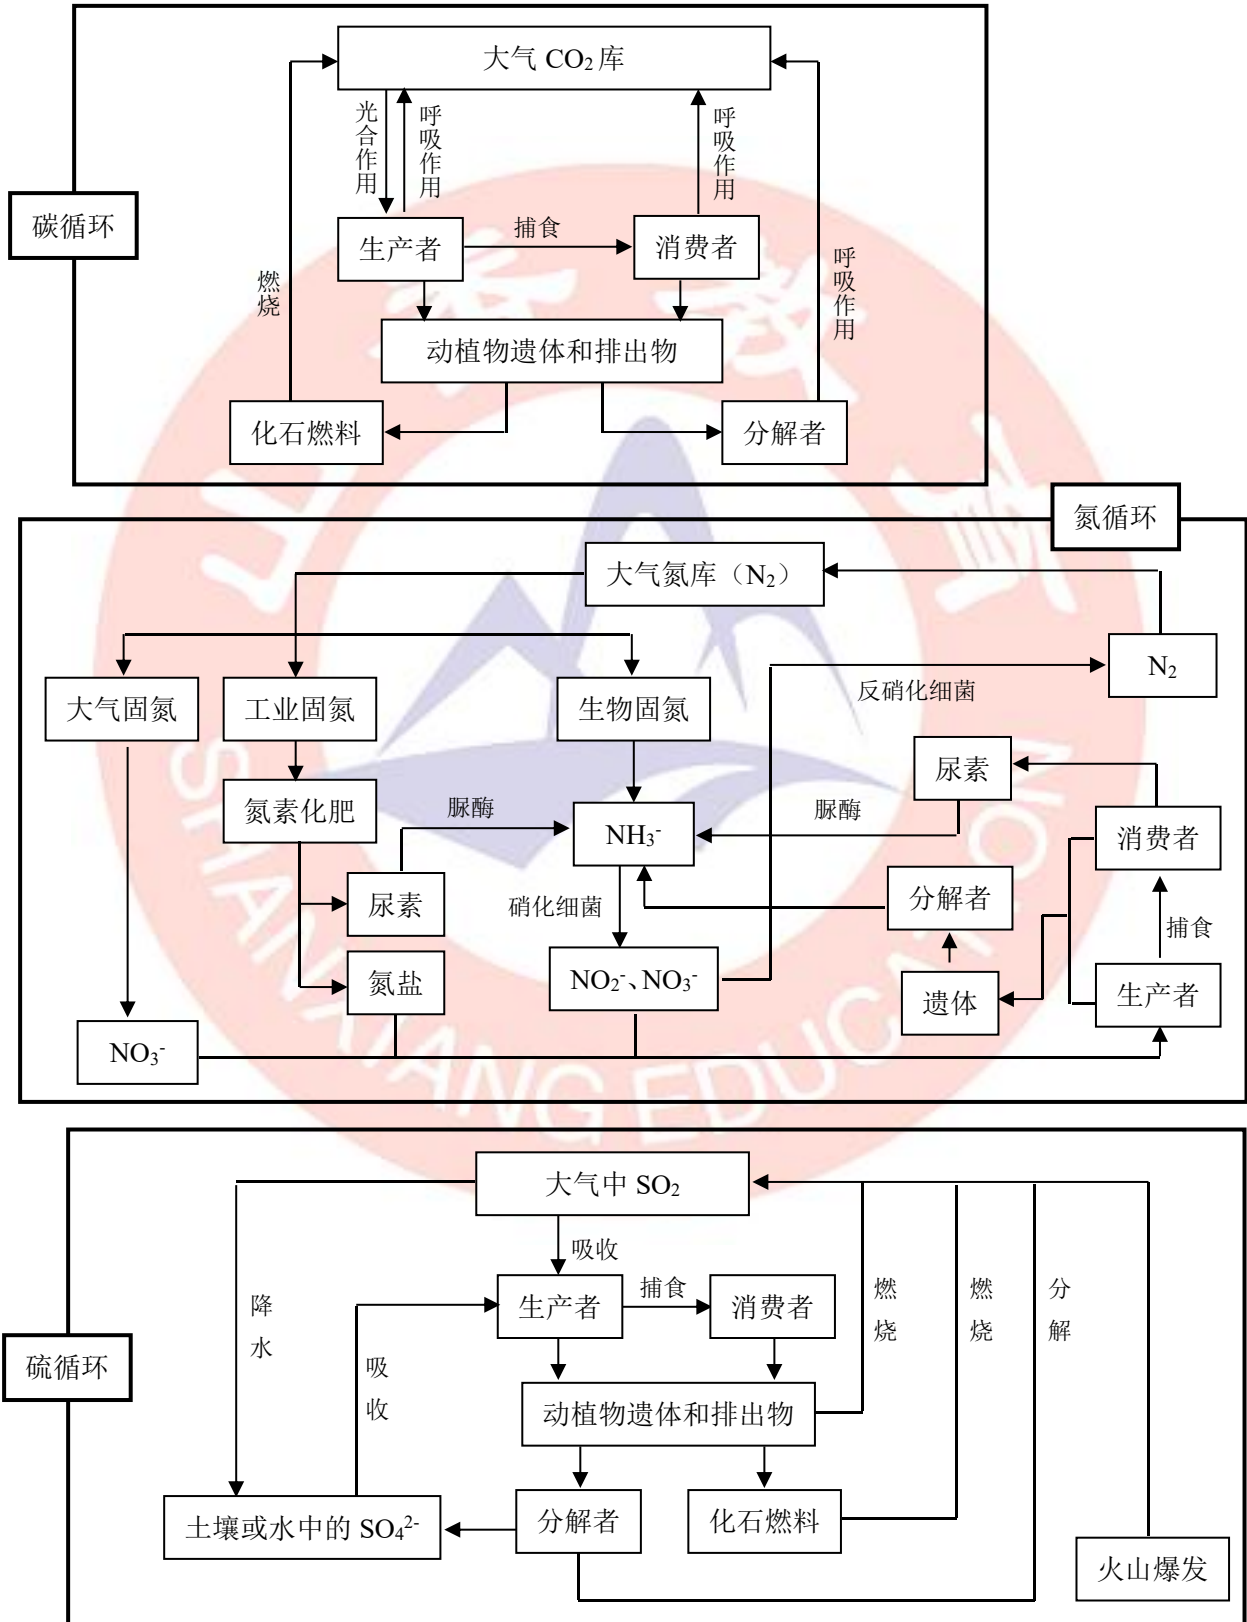 大气 CO₂ 库
光合作用
呼吸作用
呼吸作用
碳循环
生产者
捕食
消费者
燃烧
呼吸作用
动植物遗体和排出物
化石燃料
分解者
氮循环
大气氮库（N₂）
N₂
反硝化细菌
大气固氮
工业固氮
生物固氮
尿素
氮素化肥
脲酶
NH₃⁻
脲酶
消费者
尿素
硝化细菌
分解者
捕食
氮盐
NO₂⁻、NO₃⁻
遗体
生产者
NO₃⁻
大气中 SO₂
吸收
降水
生产者
捕食
消费者
燃烧
燃烧
分解
硫循环
吸收
动植物遗体和排出物
土壤或水中的 SO₄²⁻
分解者
化石燃料
火山爆发
SHANXIANG EDUCATION